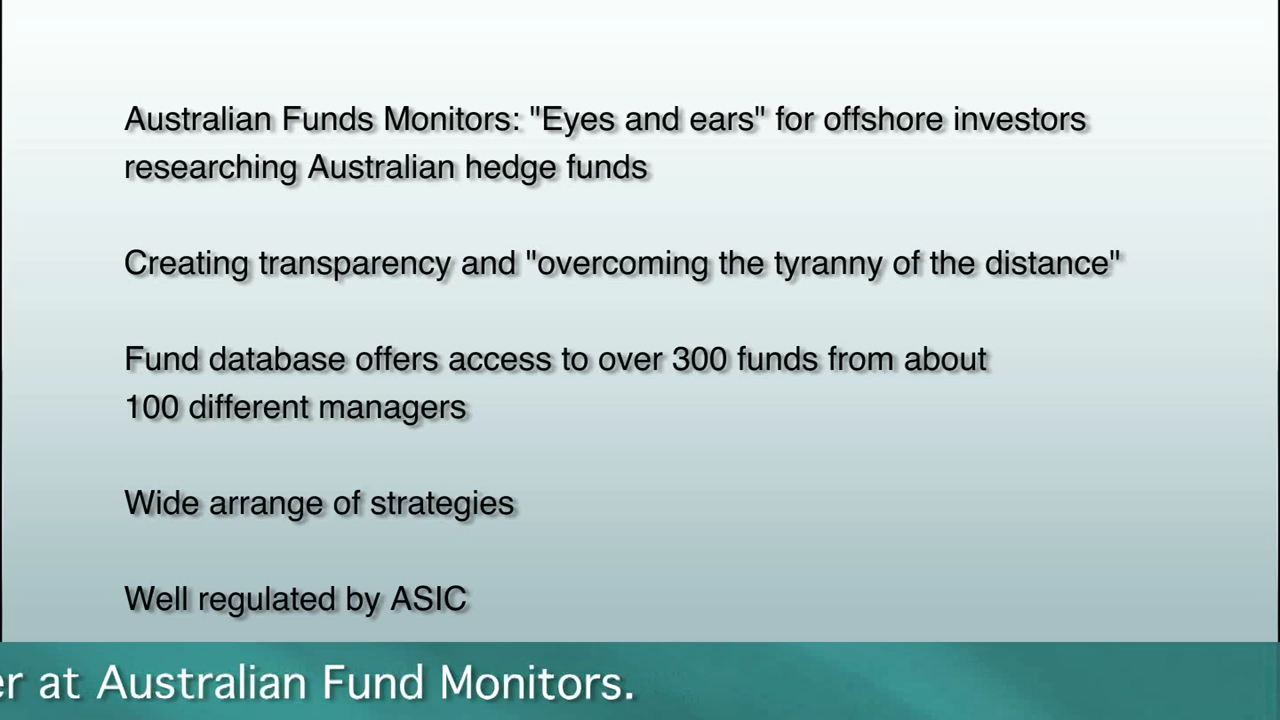 Australian Funds Monitors: "Eyes and ears" for offshore investors
researching Australian hedge funds
Creating transparency and "overcoming the tyranny of the distance"
Fund database offers access to over 300 funds from about
100 different managers
Wide arrange of strategies
Well regulated by ASIC
er at Australian Fund Monitors.